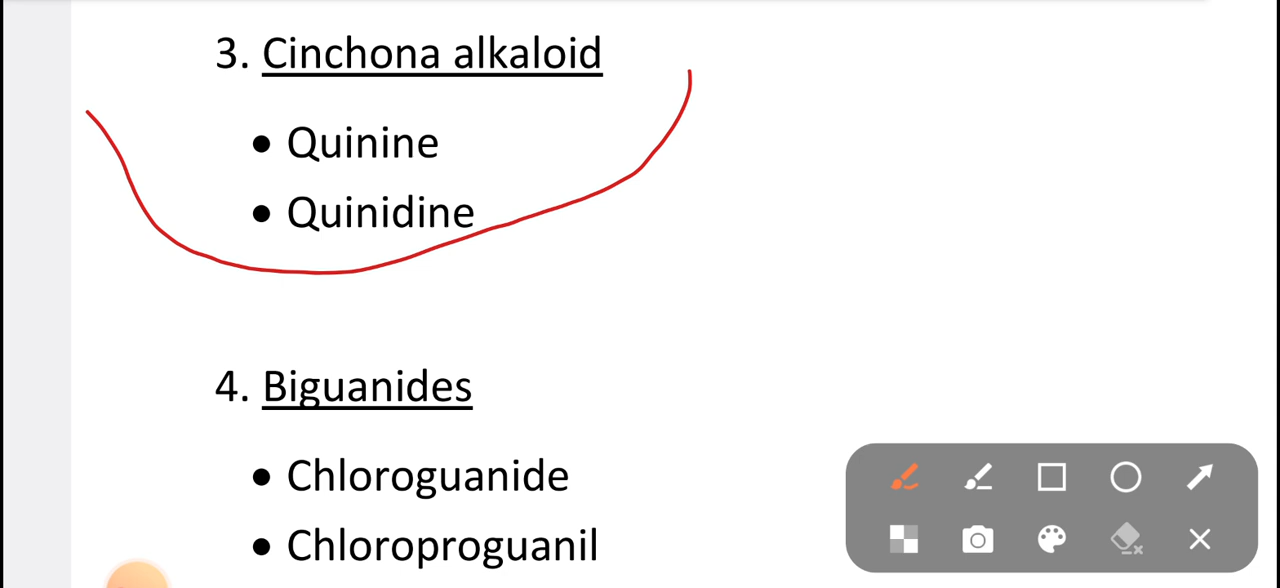 3. Cinchona alkaloid
• Quinine
• Quinidine
4. Biguanides
• Chloroguanide
• Chloroproguanil